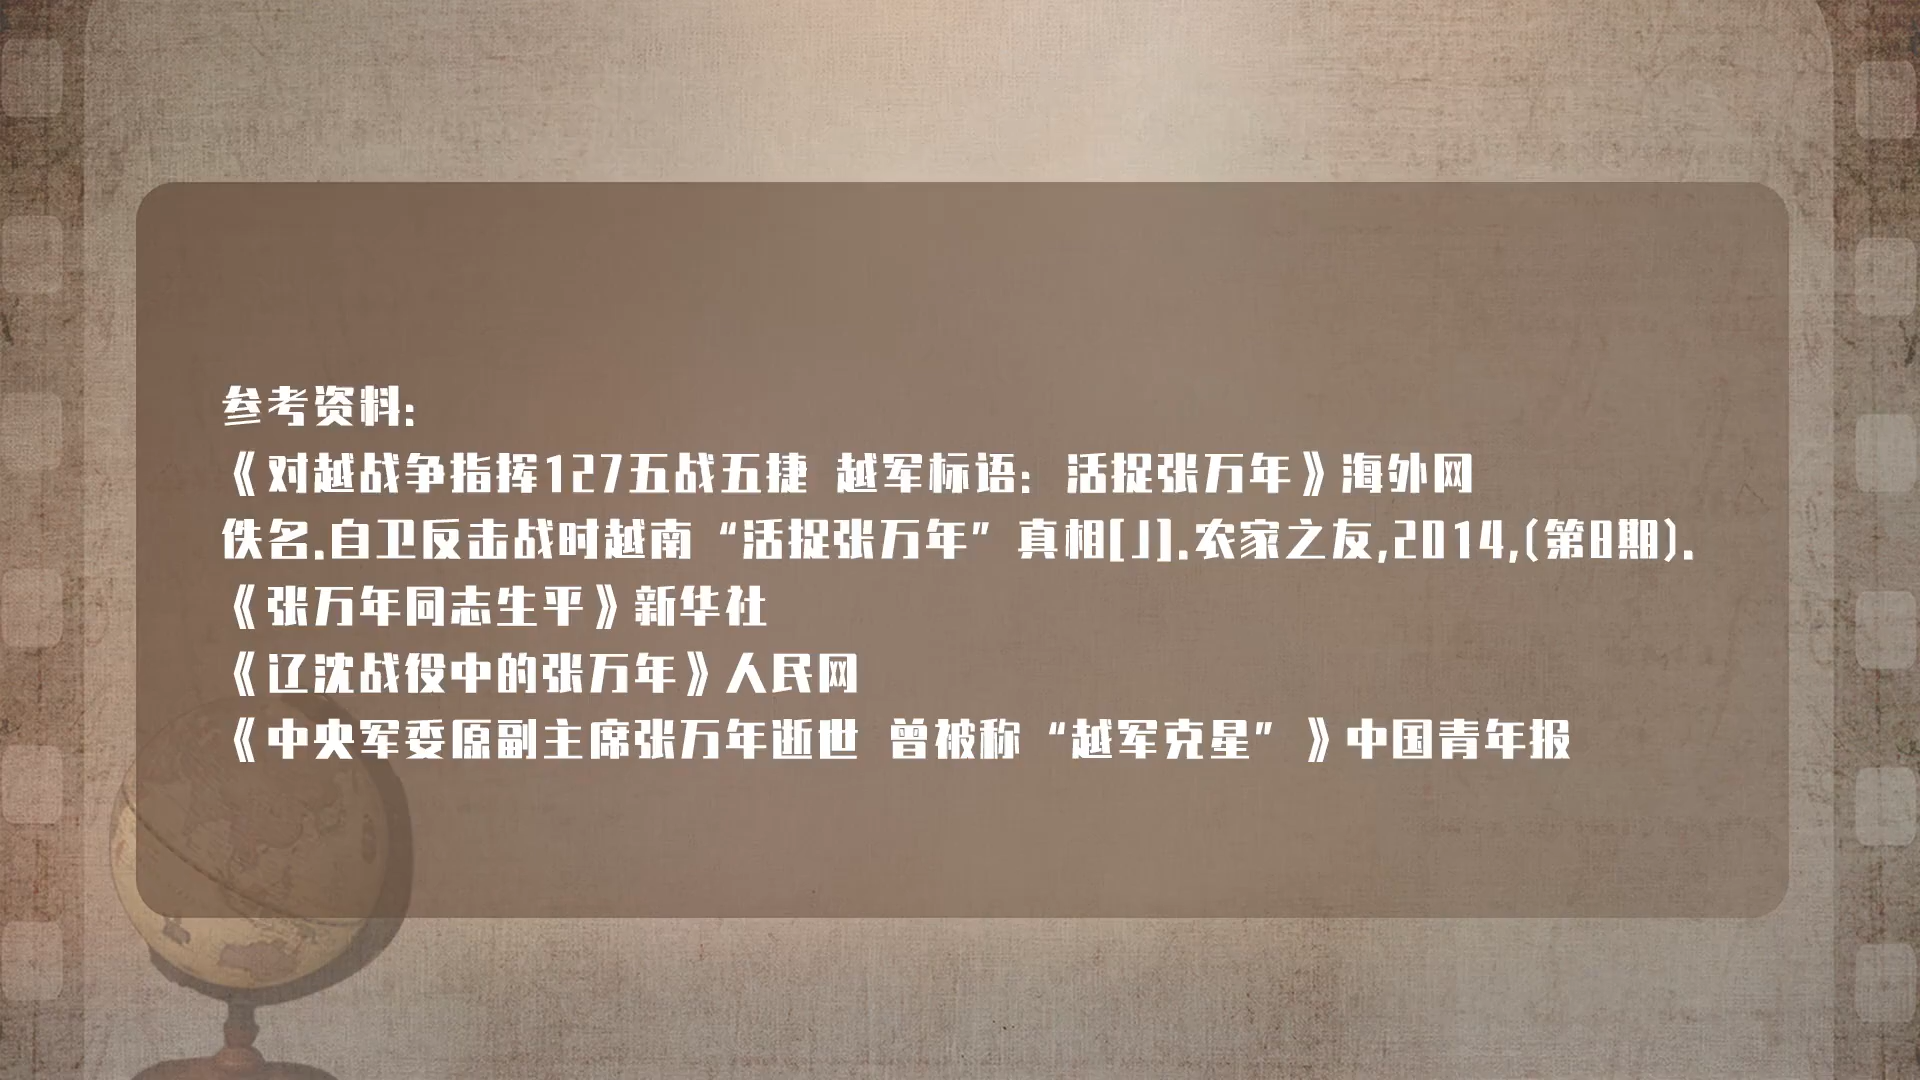 参考资料:
《对越战争指挥127五战五捷 越军标语: 活捉张万年》海外网
佚名.自卫反击战时越南“活捉张万年”真相[J].农家之友,2014,(第8期).
《张万年同志生平》新华社
《辽沈战役中的张万年》人民网
《中央军委原副主席张万年逝世 曾被称“越军克星”》中国青年报